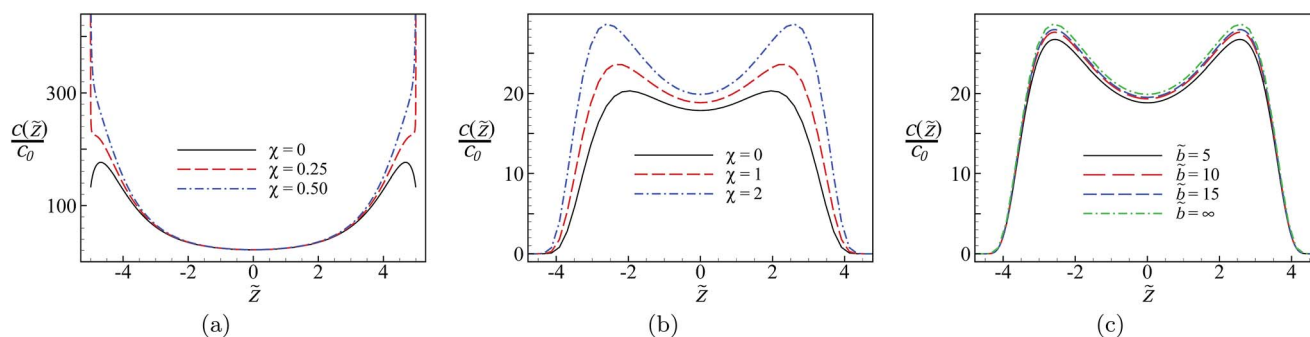 300
100
c(z̃)
c₀
χ = 0
χ = 0.25
χ = 0.50
-4 -2 0 2 4
z̃
(a)
20
10
0
c(z̃)
c₀
χ = 0
χ = 1
χ = 2
-4 -2 0 2 4
z̃
(b)
20
10
0
c(z̃)
c₀
b̃ = 5
b̃ = 10
b̃ = 15
b̃ = ∞
-4 -2 0 2 4
z̃
(c)